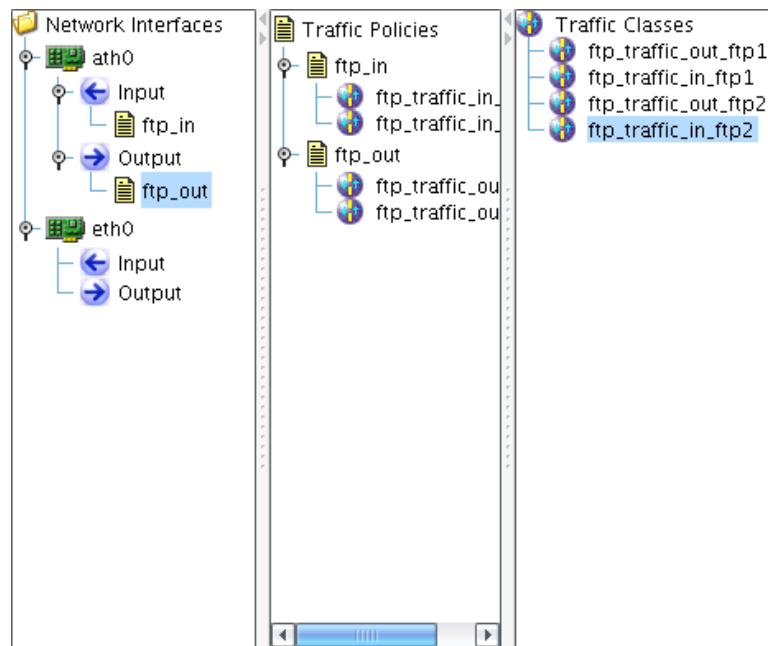 Network Interfaces
ath0
Input
ftp_in
Output
ftp_out
eth0
Input
Output
Traffic Policies
ftp_in
ftp_traffic_in_
ftp_traffic_in_
ftp_out
ftp_traffic_ou
ftp_traffic_ou
Traffic Classes
ftp_traffic_out_ftp1
ftp_traffic_in_ftp1
ftp_traffic_out_ftp2
ftp_traffic_in_ftp2